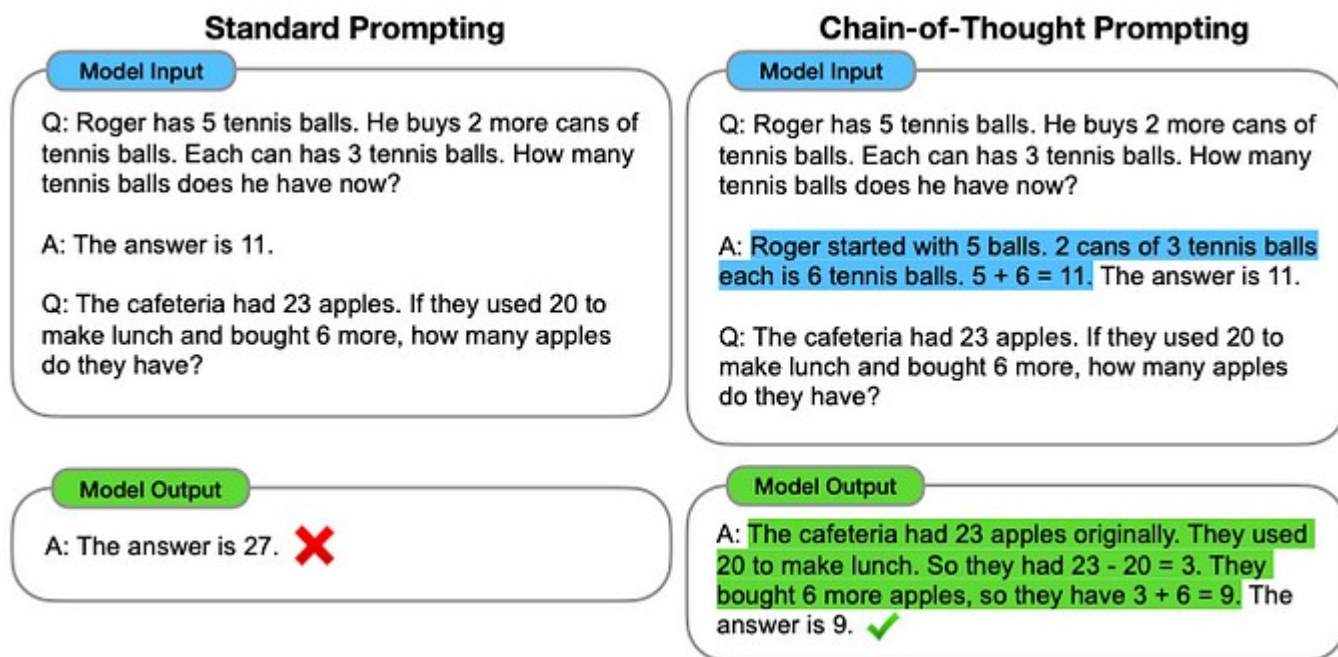 Standard Prompting
Model Input
Q: Roger has 5 tennis balls. He buys 2 more cans of
tennis balls. Each can has 3 tennis balls. How many
tennis balls does he have now?
A: The answer is 11.
Q: The cafeteria had 23 apples. If they used 20 to
make lunch and bought 6 more, how many apples
do they have?
Model Output
A: The answer is 27.
Chain-of-Thought Prompting
Model Input
Q: Roger has 5 tennis balls. He buys 2 more cans of
tennis balls. Each can has 3 tennis balls. How many
tennis balls does he have now?
A: Roger started with 5 balls. 2 cans of 3 tennis balls
each is 6 tennis balls. 5 + 6 = 11. The answer is 11.
Q: The cafeteria had 23 apples. If they used 20 to
make lunch and bought 6 more, how many apples
do they have?
Model Output
A: The cafeteria had 23 apples originally. They used
20 to make lunch. So they had 23 - 20 = 3. They
bought 6 more apples, so they have 3 + 6 = 9. The
answer is 9.